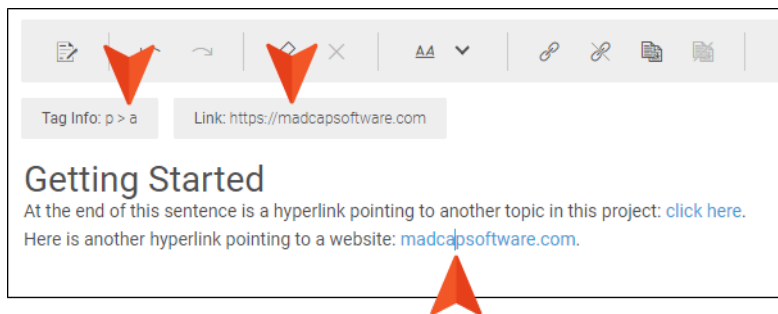 AA
Tag Info: p > a
Link: https://madcapsoftware.com
Getting Started
At the end of this sentence is a hyperlink pointing to another topic in this project: click here.
Here is another hyperlink pointing to a website: madcapsoftware.com.